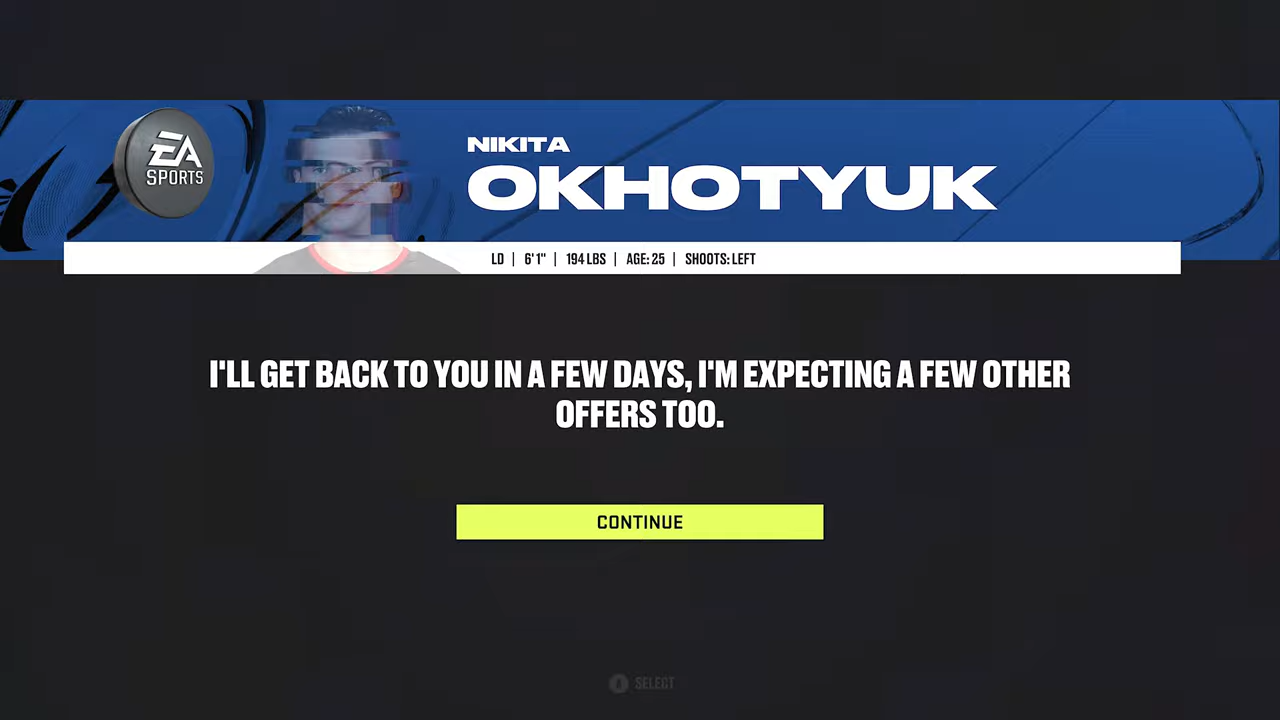 EA
SPORTS
NIKITA
OKHOTYUK
LD | 6'1" | 194 LBS | AGE: 25 | SHOOTS: LEFT
I'LL GET BACK TO YOU IN A FEW DAYS, I'M EXPECTING A FEW OTHER
OFFERS TOO.
CONTINUE
SELECT